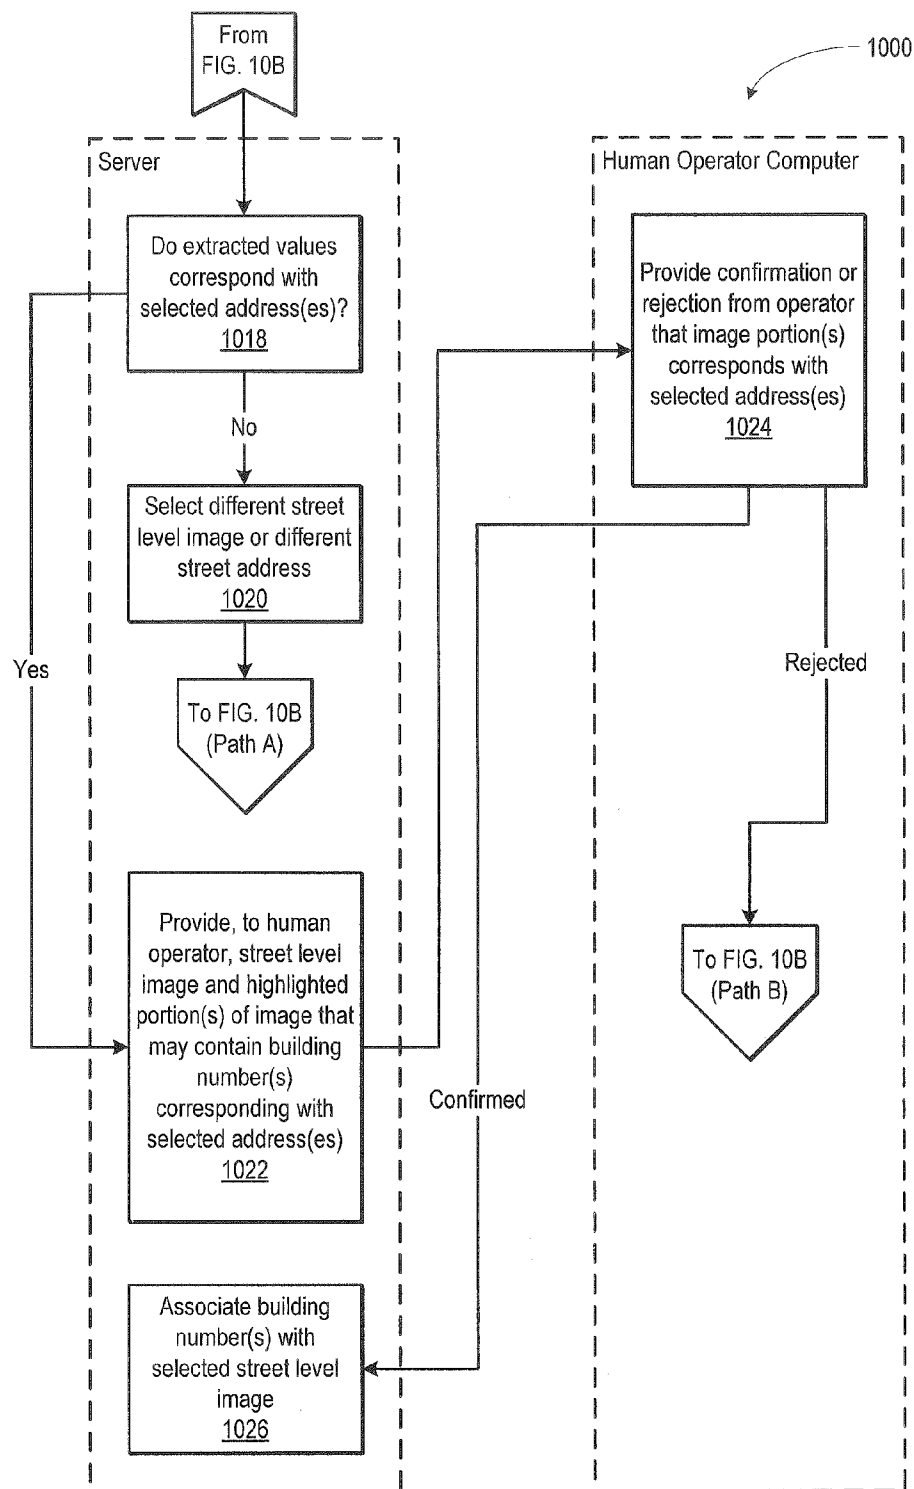 From
FIG. 10B
1000
Server
Human Operator Computer
Do extracted values
correspond with
selected address(es)?
1018
Provide confirmation or
rejection from operator
that image portion(s)
corresponds with
selected address(es)
1024
No
Select different street
level image or different
street address
1020
Yes
Rejected
To FIG. 10B
(Path A)
Provide, to human
operator, street level
image and highlighted
portion(s) of image that
may contain building
number(s)
corresponding with
selected address(es)
1022
To FIG. 10B
(Path B)
Confirmed
Associate building
number(s) with
selected street level
image
1026